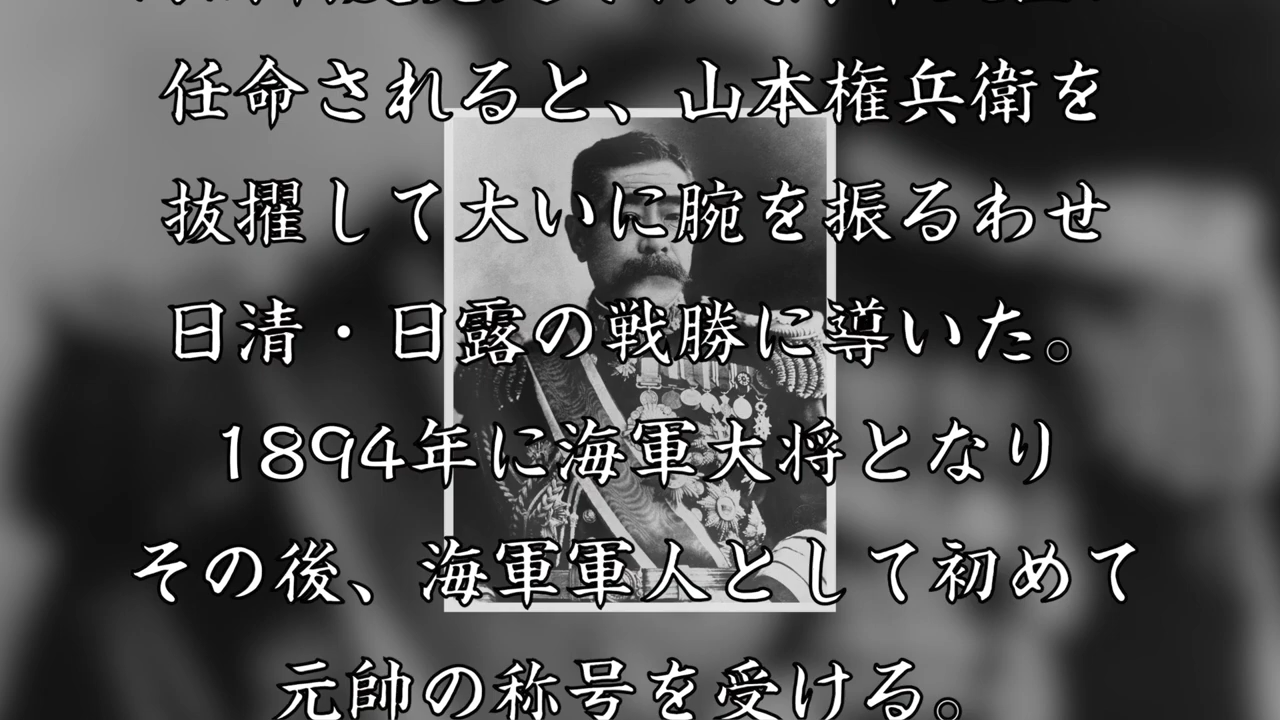 任命されると、山本権兵衛を
抜擢して大いに腕を振るわせ
日清・日露の戦勝に導いた。
1894年に海軍大将となり
その後、海軍軍人として初めて
元帥の称号を受ける。